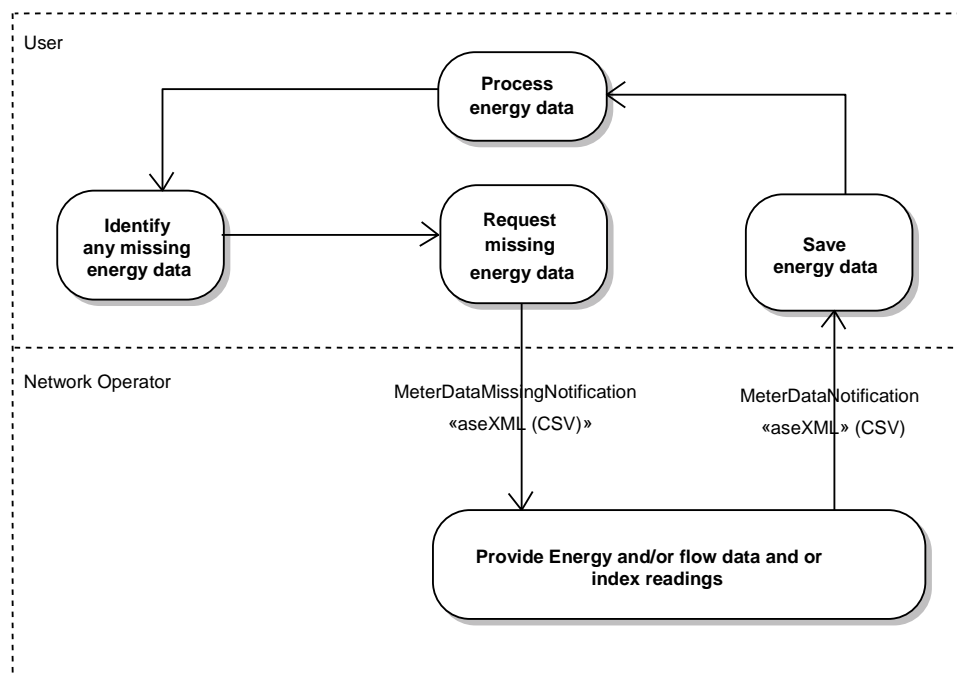 User
Process
energy data
Identify
any missing
energy data
Request
missing
energy data
Save
energy data
Network Operator
MeterDataMissingNotification
«aseXML (CSV)»
MeterDataNotification
«aseXML» (CSV)
Provide Energy and/or flow data and or
index readings